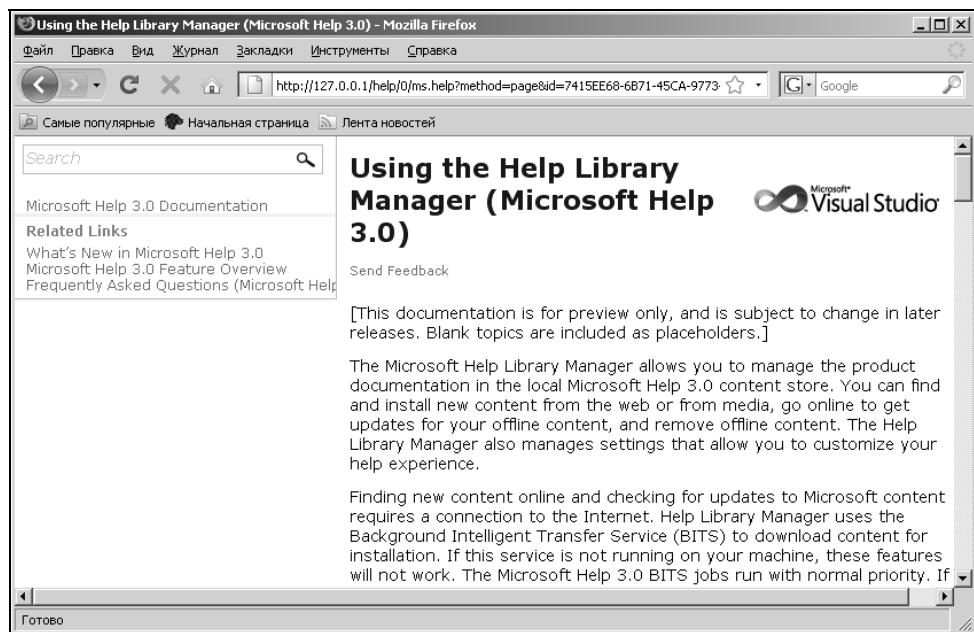 Using the Help Library Manager (Microsoft Help 3.0) - Mozilla Firefox
Файл Правка Вид Журнал Закладки Инструменты Справка
http://127.0.0.1/help/0/ms.help?method=page&id=7415EE68-6B71-45CA-9773-
G Google
Самые популярные Начальная страница Лента новостей
Search
Microsoft Help 3.0 Documentation
Related Links
What's New in Microsoft Help 3.0
Microsoft Help 3.0 Feature Overview
Frequently Asked Questions (Microsoft Help
Using the Help Library
Manager (Microsoft Help
3.0)
Microsoft
Visual Studio
Send Feedback
[This documentation is for preview only, and is subject to change in later
releases. Blank topics are included as placeholders.]
The Microsoft Help Library Manager allows you to manage the product
documentation in the local Microsoft Help 3.0 content store. You can find
and install new content from the web or from media, go online to get
updates for your offline content, and remove offline content. The Help
Library Manager also manages settings that allow you to customize your
help experience.
Finding new content online and checking for updates to Microsoft content
requires a connection to the Internet. Help Library Manager uses the
Background Intelligent Transfer Service (BITS) to download content for
installation. If this service is not running on your machine, these features
will not work. The Microsoft Help 3.0 BITS jobs run with normal priority. If
Готово